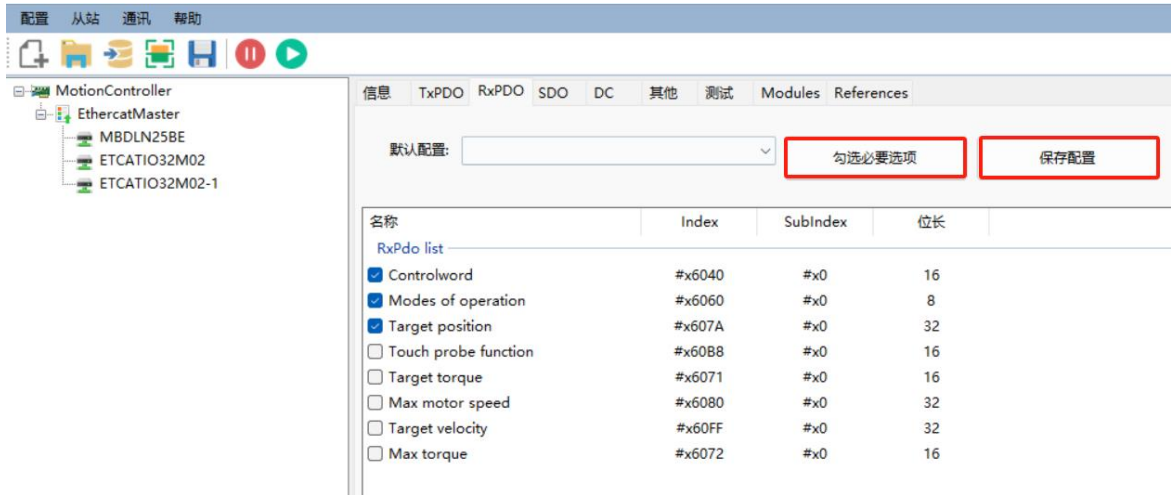 配置 从站 通讯 帮助
MotionController
EthercatMaster
MBDLN25BE
ETCATIO32M02
ETCATIO32M02-1
信息 TxPDO RxPDO SDO DC 其他 测试 Modules References
默认配置: 勾选必要选项 保存配置
名称 Index SubIndex 位长
RxPdo list
Controlword #x6040 #x0 16
Modes of operation #x6060 #x0 8
Target position #x607A #x0 32
Touch probe function #x60B8 #x0 16
Target torque #x6071 #x0 16
Max motor speed #x6080 #x0 32
Target velocity #x60FF #x0 32
Max torque #x6072 #x0 16